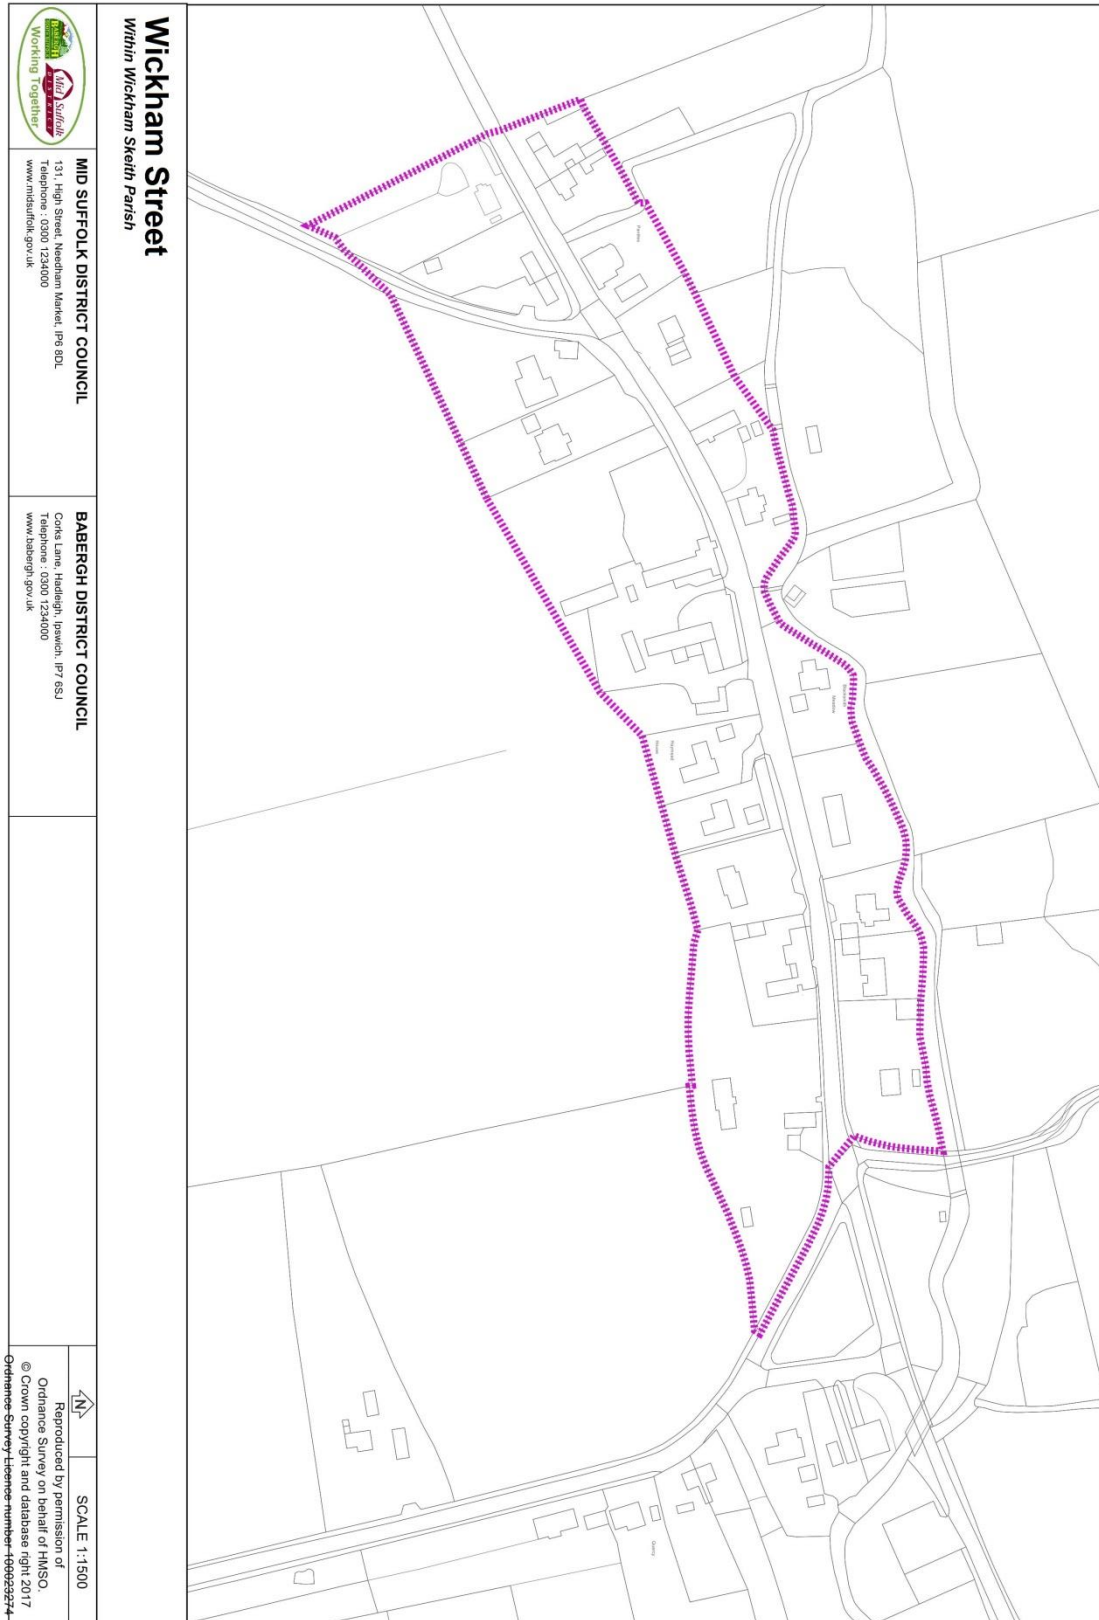 Wickham Street
Within Wickham Skeith Parish
BABERGH
Mid Suffolk
DISTRICT
Working Together
MID SUFFOLK DISTRICT COUNCIL
131, High Street, Needham Market, IP6 8DL
Telephone : 0300 1234000
www.midsuffolk.gov.uk
BABERGH DISTRICT COUNCIL
Corks Lane, Hadleigh, Ipswich. IP7 6SJ
Telephone : 0300 1234000
www.babergh.gov.uk
N
SCALE 1:1500
Reproduced by permission of
Ordnance Survey on behalf of HMSO.
© Crown copyright and database right 2017
Ordnance Survey Licence number 100023274